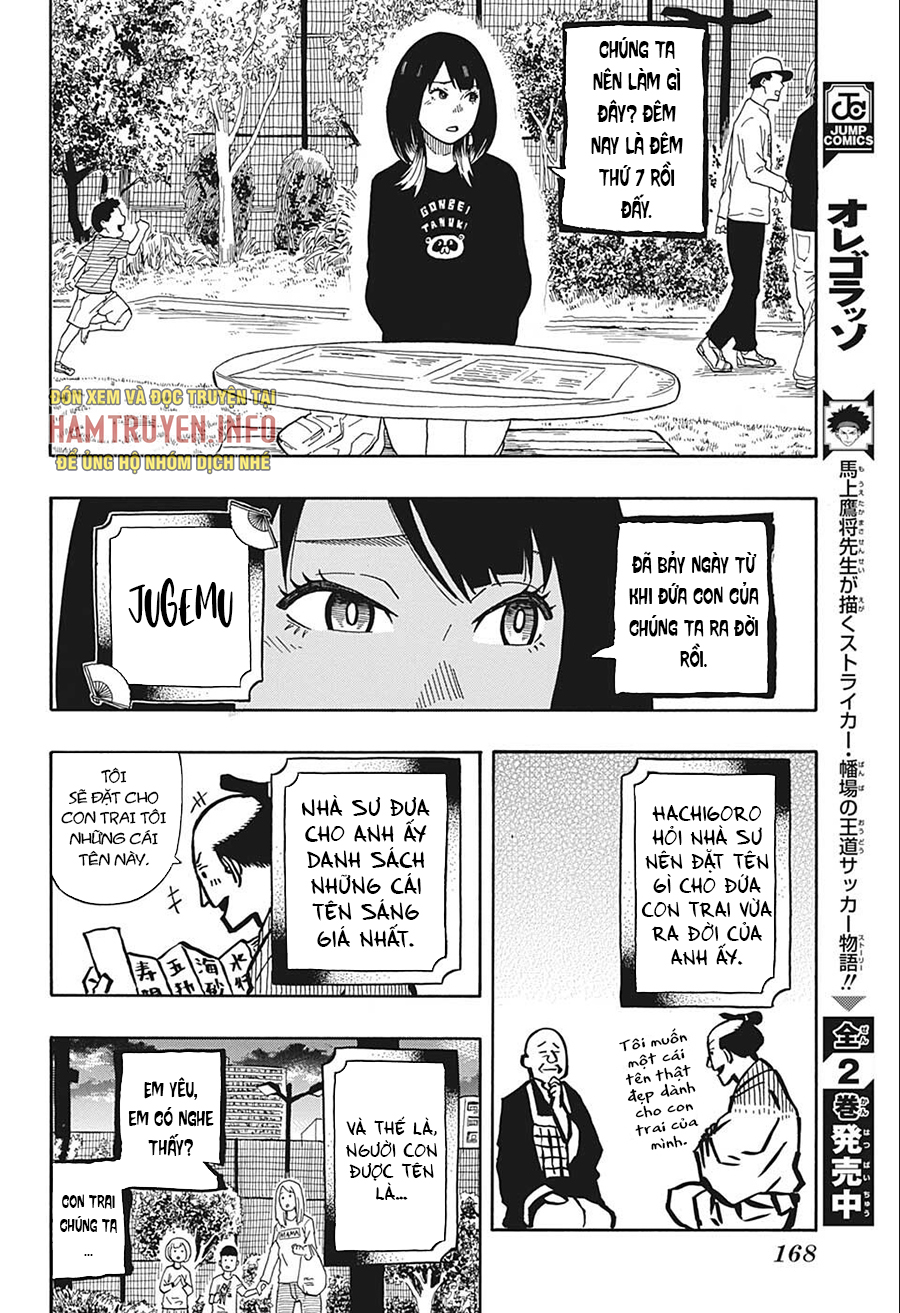 CHÚNG TA
NÊN LÀM GÌ
ĐÂY? ĐÊM
NAY LÀ ĐÊM
THỨ 7 RỒI
ĐẤY.
GONBEI
TANUKI
ĐÓN XEM VÀ ĐỌC TRUYỆN TẠI
HAMTRUYEN.INFO
ĐỂ ỦNG HỘ NHÓM DỊCH NHÉ
ĐÃ BẢY NGÀY TỪ
KHI ĐỨA CON CỦA
CHÚNG TA RA ĐỜI
RỒI.
JUGEMU
HACHIGORO
HỎI NHÀ SƯ
NÊN ĐẶT TÊN
GÌ CHO ĐỨA
CON TRAI VỪA
RA ĐỜI CỦA
ANH ẤY.
Tôi muốn
một cái
tên thật
đẹp dành
cho con
trai của
mình.
NHÀ SƯ ĐƯA
CHO ANH ẤY
DANH SÁCH
NHỮNG CÁI
TÊN SÁNG
GIÁ NHẤT.
TÔI
SẼ ĐẶT CHO
CON TRAI TÔI
NHỮNG CÁI
TÊN NÀY.
VÀ THẾ LÀ,
NGƯỜI CON
ĐƯỢC TÊN
LÀ...
EM YÊU,
EM CÓ NGHE
THẤY?
CON TRAI
CHÚNG TA
...
JUMP
COMICS
オレゴラッソ
馬上鷹将先生が描くストライカー・幡場の王道サッカー物語!!
全2巻発売中
168